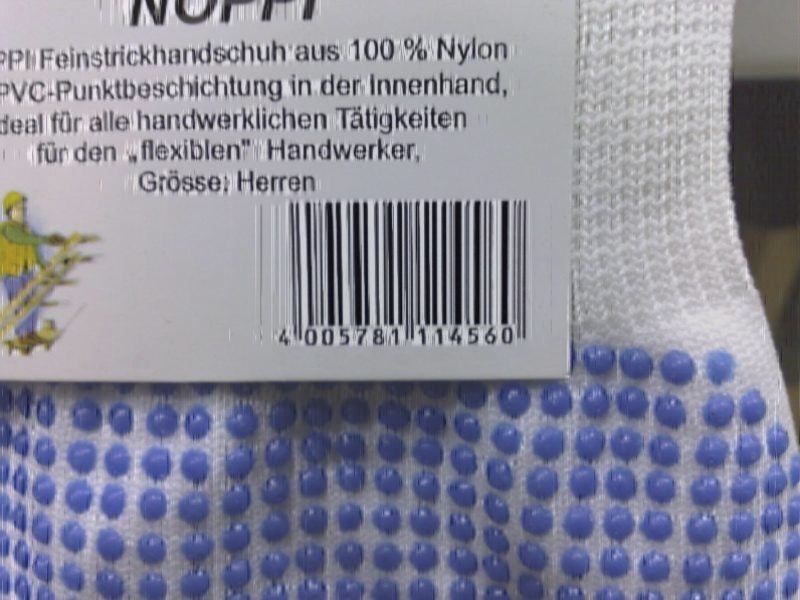 NOPPI
PPI Feinstrickhandschuh aus 100 % Nylon
PVC-Punktbeschichtung in der Innenhand,
deal für alle handwerklichen Tätigkeiten
für den „flexiblen" Handwerker,
Grösse: Herren
4 005781 114560